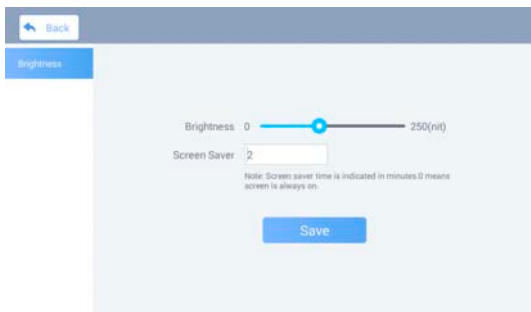 Back
Brightness
Brightness 0 250(nit)
Screen Saver 2
Note: Screen saver time is indicated in minutes.0 means
screen is always on.
Save